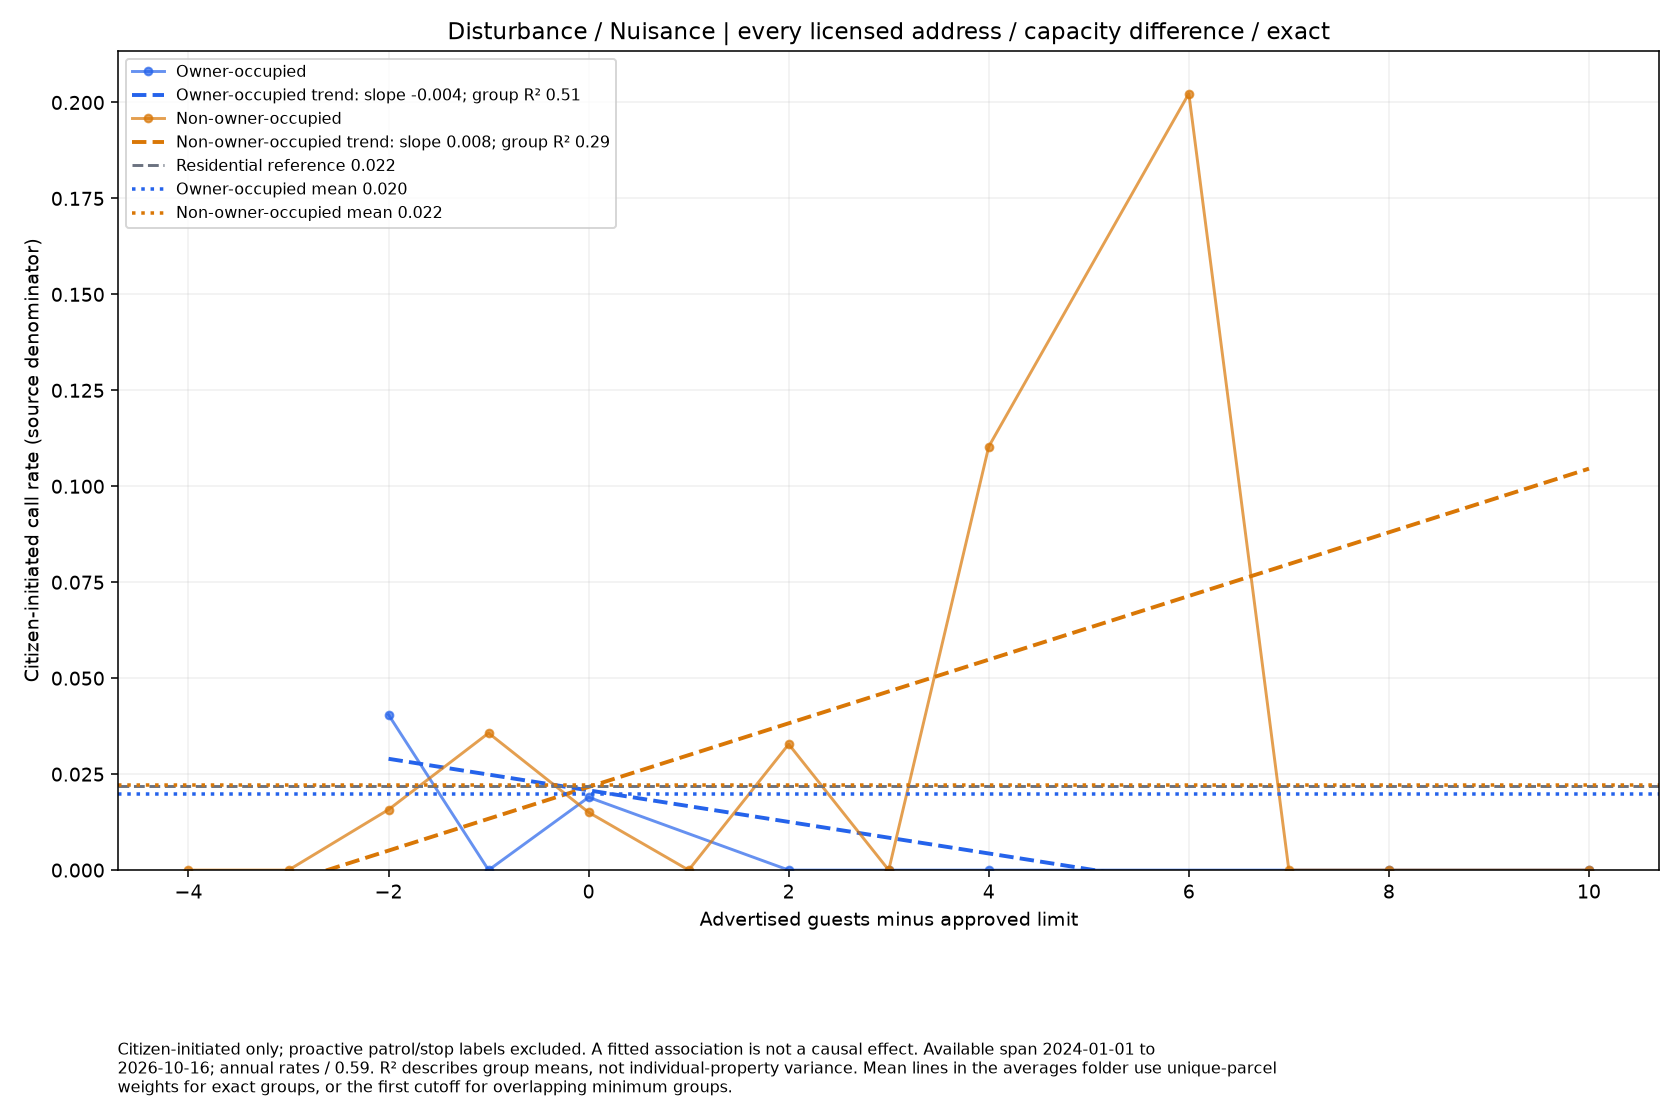 Disturbance / Nuisance | every licensed address / capacity difference / exact
Owner-occupied
Owner-occupied trend: slope -0.004; group R² 0.51
Non-owner-occupied
Non-owner-occupied trend: slope 0.008; group R² 0.29
Residential reference 0.022
Owner-occupied mean 0.020
Non-owner-occupied mean 0.022
Citizen-initiated call rate (source denominator)
0.200
0.175
0.150
0.125
0.100
0.075
0.050
0.025
0.000
−4
−2
0
2
4
6
8
10
Advertised guests minus approved limit
Citizen-initiated only; proactive patrol/stop labels excluded. A fitted association is not a causal effect. Available span 2024-01-01 to
2026-10-16; annual rates / 0.59. R² describes group means, not individual-property variance. Mean lines in the averages folder use unique-parcel
weights for exact groups, or the first cutoff for overlapping minimum groups.